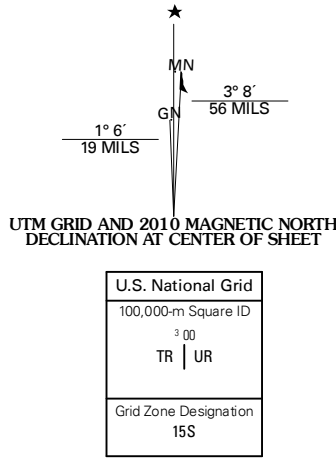 MN
3° 8´
56 MILS
GN
1° 6´
19 MILS
UTM GRID AND 2010 MAGNETIC NORTH
DECLINATION AT CENTER OF SHEET
U.S. National Grid
100,000-m Square ID
3 00
TR UR
Grid Zone Designation
15S